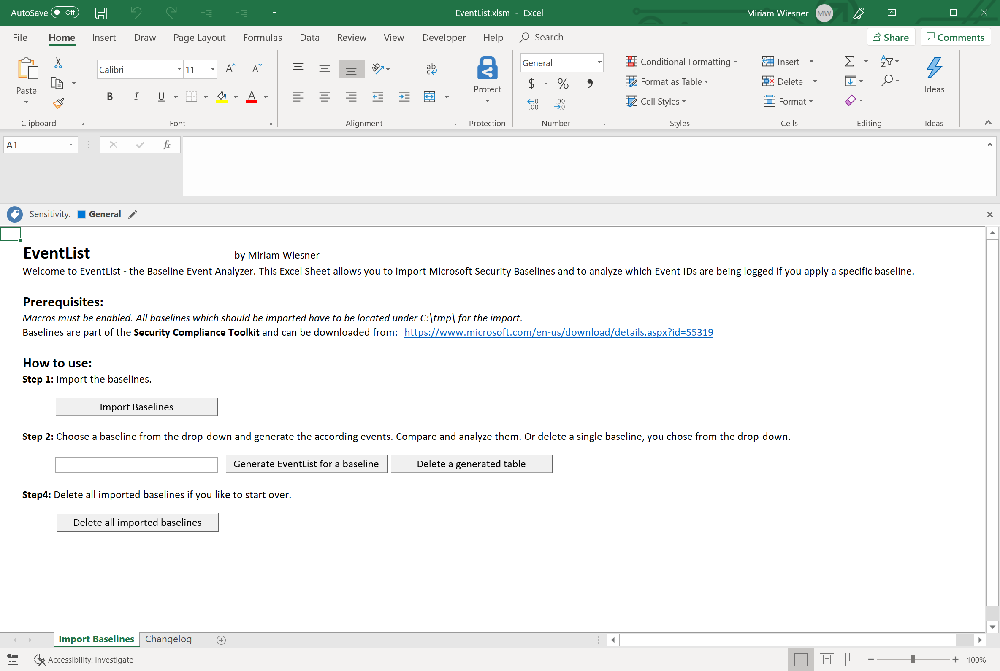 AutoSave Off EventList.xlsm - Excel Miriam Wiesner MW
File Home Insert Draw Page Layout Formulas Data Review View Developer Help Search Share Comments
Calibri 11 General Conditional Formatting Insert
Paste Protect Format as Table Delete Ideas
Cell Styles Format
Clipboard Font Alignment Protection Number Styles Cells Editing Ideas
A1 fx
Sensitivity: General
EventList by Miriam Wiesner
Welcome to EventList - the Baseline Event Analyzer. This Excel Sheet allows you to import Microsoft Security Baselines and to analyze which Event IDs are being logged if you apply a specific baseline.
Prerequisites:
Macros must be enabled. All baselines which should be imported have to be located under C:\tmp\ for the import.
Baselines are part of the Security Compliance Toolkit and can be downloaded from: https://www.microsoft.com/en-us/download/details.aspx?id=55319
How to use:
Step 1: Import the baselines.
Import Baselines
Step 2: Choose a baseline from the drop-down and generate the according events. Compare and analyze them. Or delete a single baseline, you chose from the drop-down.
Generate EventList for a baseline Delete a generated table
Step4: Delete all imported baselines if you like to start over.
Delete all imported baselines
Import Baselines Changelog
Accessibility: Investigate 100%